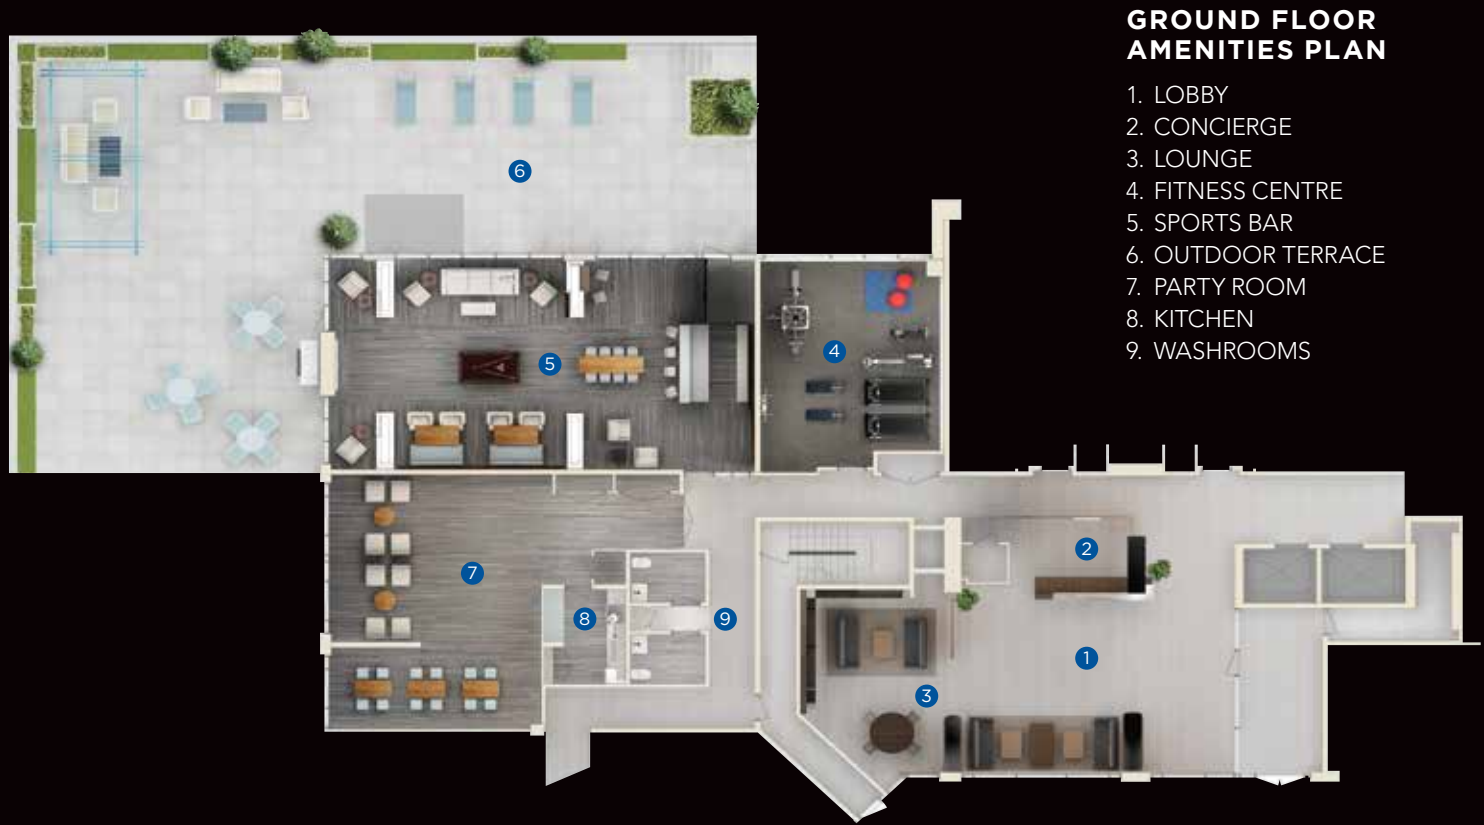 GROUND FLOOR
AMENITIES PLAN
1. LOBBY
2. CONCIERGE
3. LOUNGE
4. FITNESS CENTRE
5. SPORTS BAR
6. OUTDOOR TERRACE
7. PARTY ROOM
8. KITCHEN
9. WASHROOMS
6
5
4
2
7
8
9
1
3